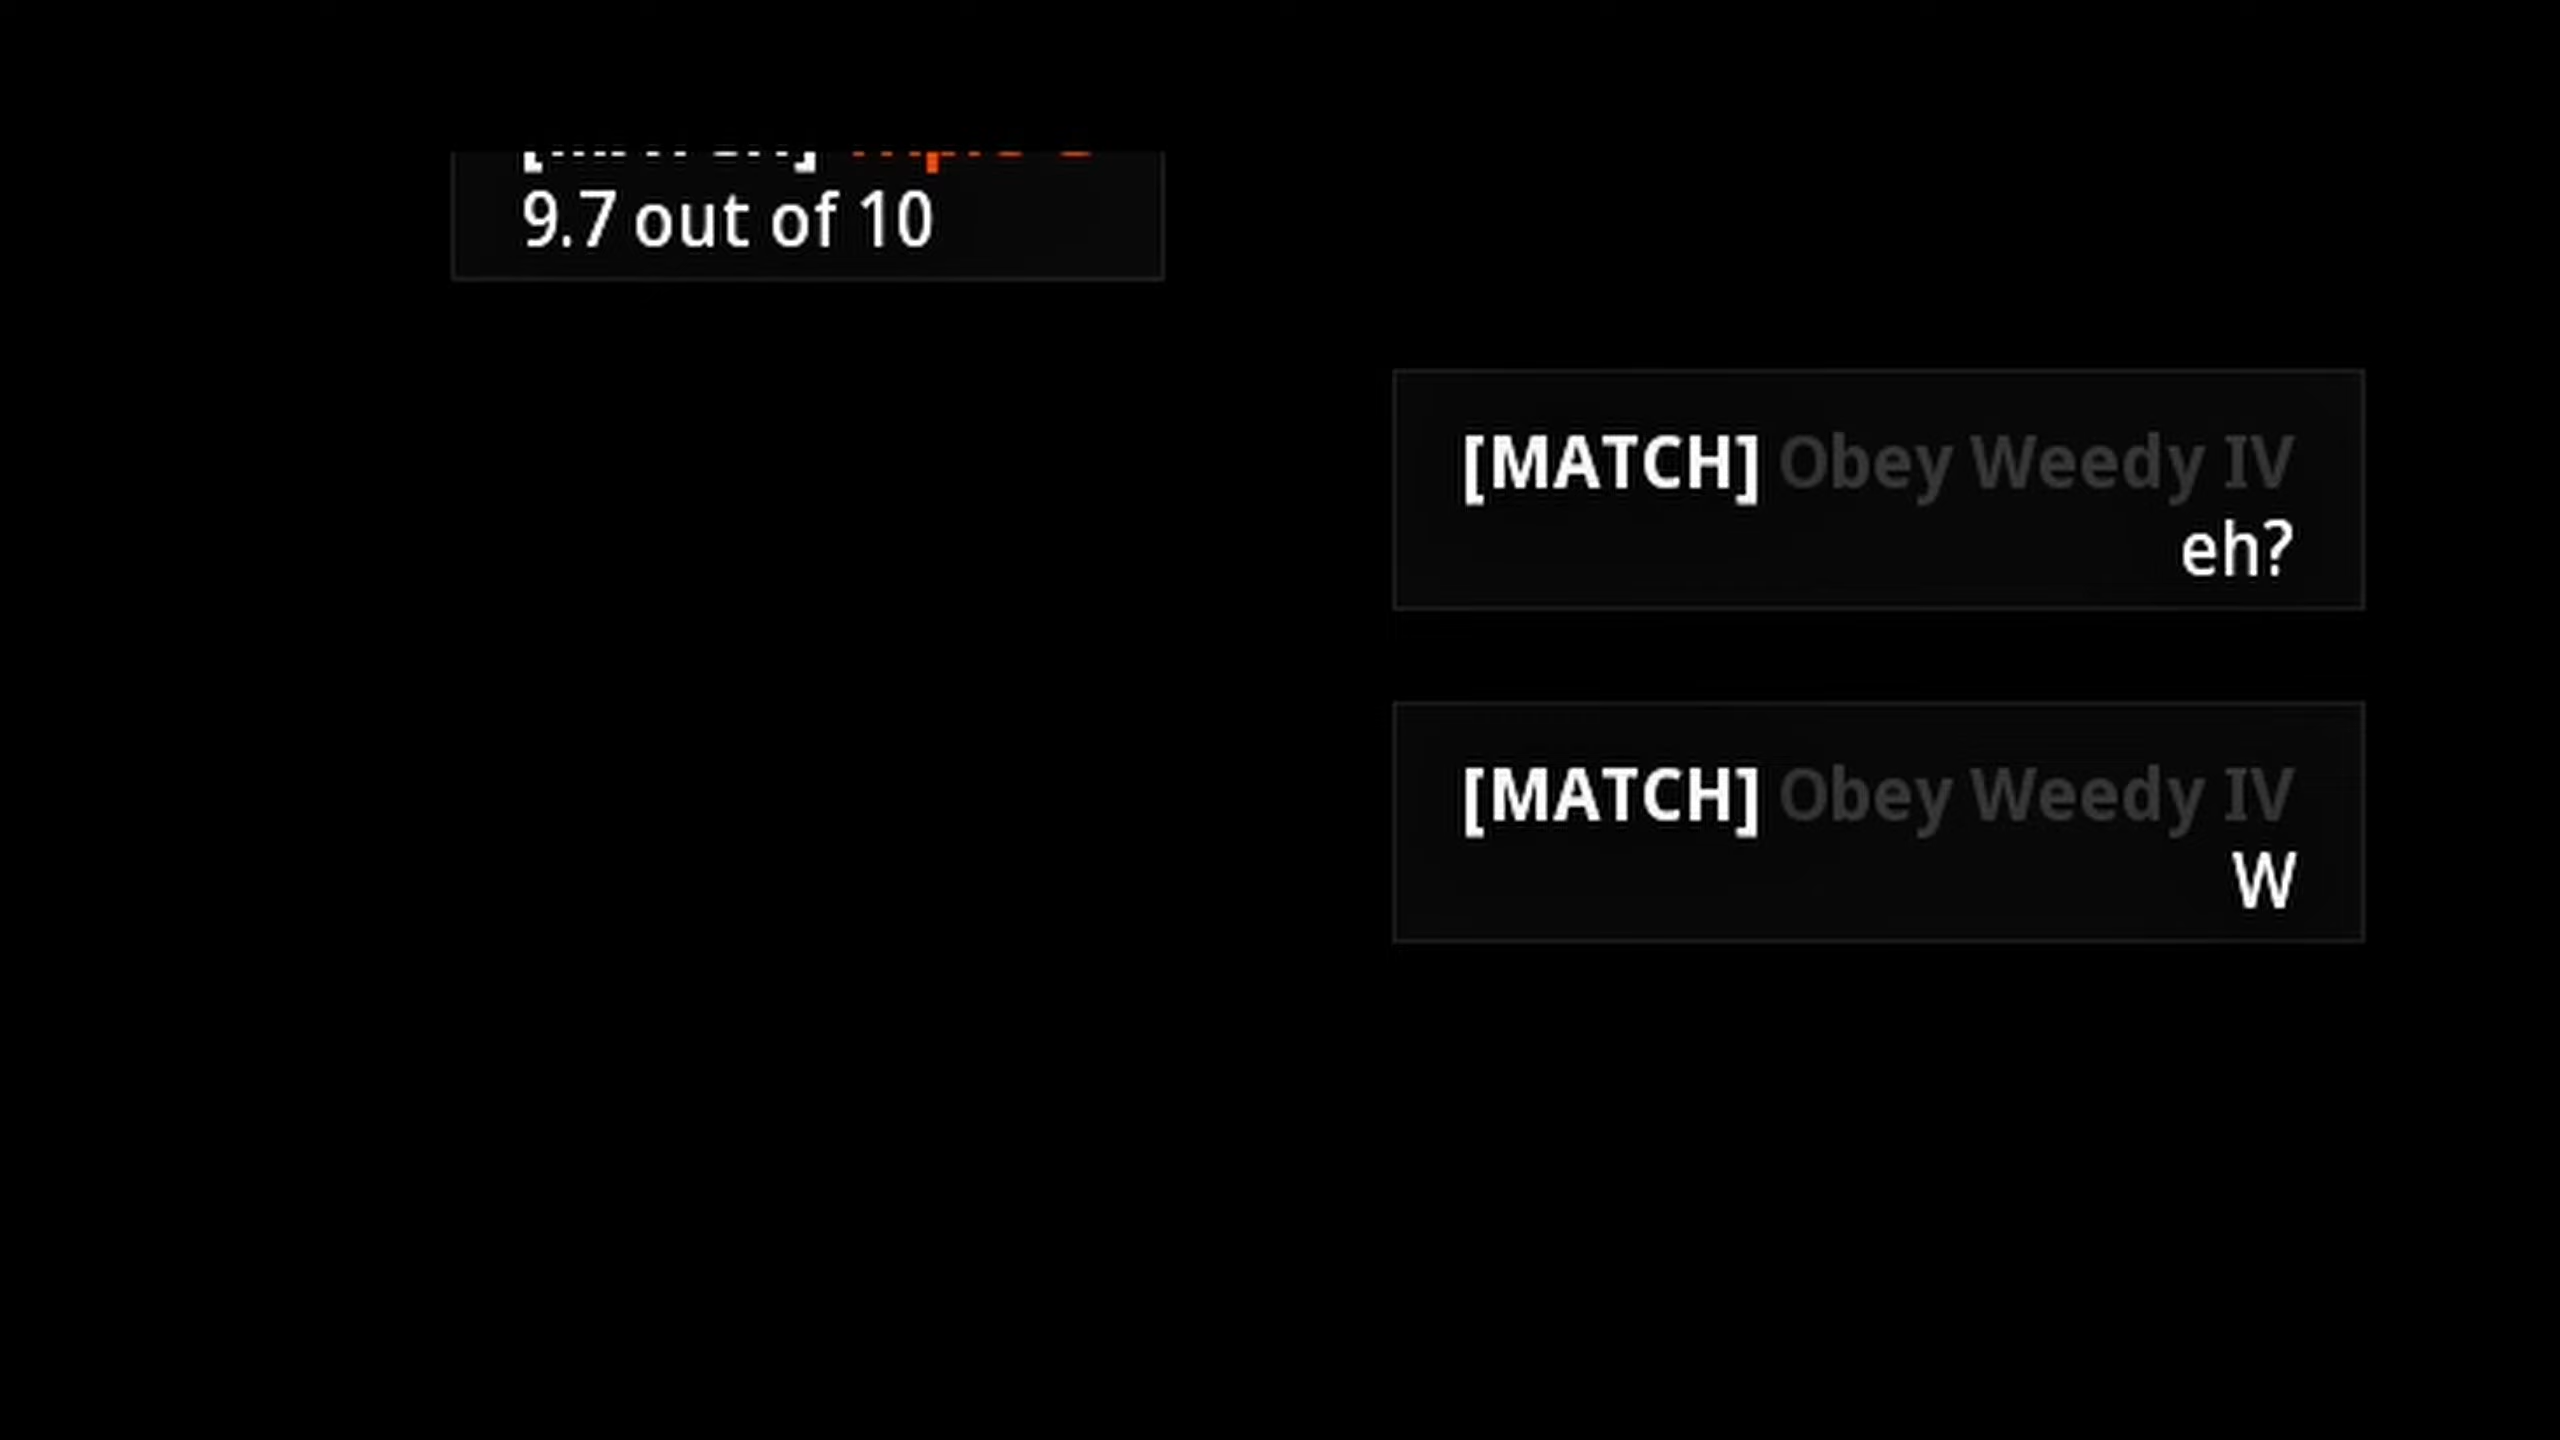 9.7 out of 10
[MATCH] Obey Weedy IV
eh?
[MATCH] Obey Weedy IV
W